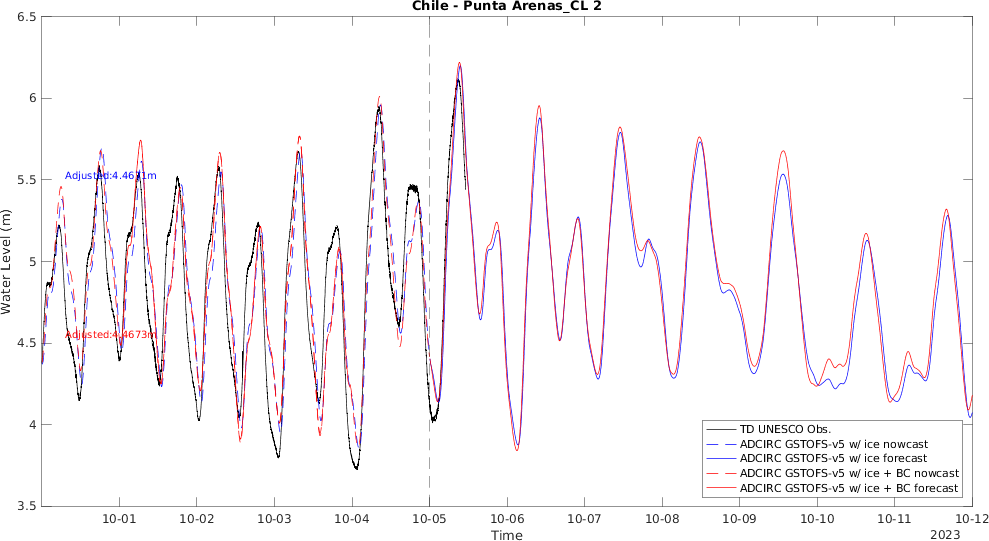 Chile - Punta Arenas_CL 2
Water Level (m)
6.5
6
5.5
5
4.5
4
3.5
Adjusted:4.4671m
Adjusted:4.4673m
TD UNESCO Obs.
ADCIRC GSTOFS-v5 w/ ice nowcast
ADCIRC GSTOFS-v5 w/ ice forecast
ADCIRC GSTOFS-v5 w/ ice + BC nowcast
ADCIRC GSTOFS-v5 w/ ice + BC forecast
10-01 10-02 10-03 10-04 10-05 10-06 10-07 10-08 10-09 10-10 10-11 10-12
Time
2023